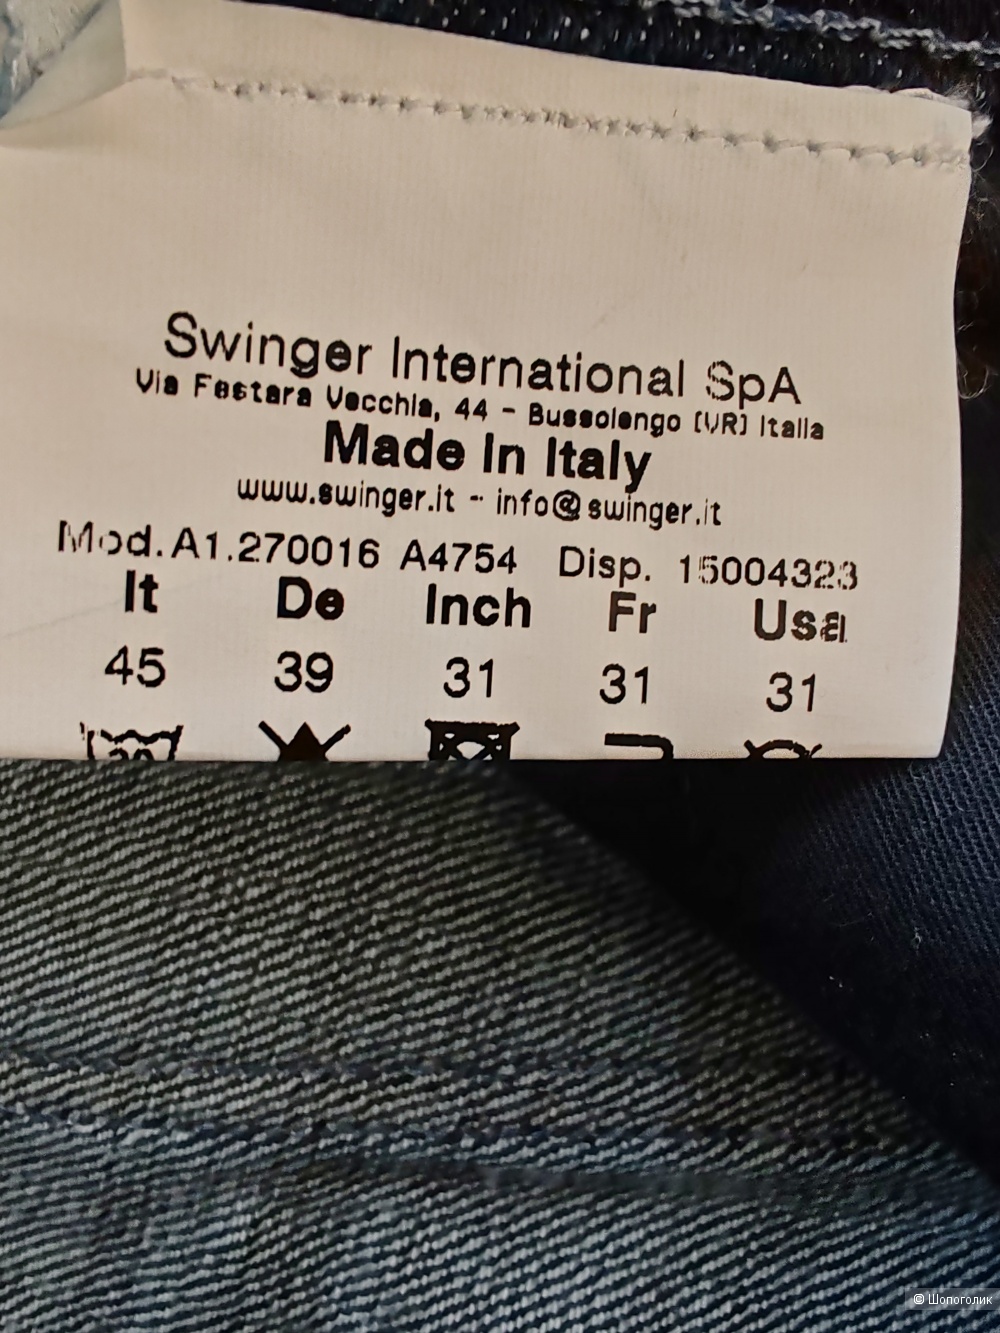 Swinger International SpA
Via Festara Vecchia, 44 - Bussolengo (VR) Italia
Made In Italy
www.swinger.it - info@swinger.it
Mod. A1.270016 A4754 Disp. 15004323
It De Inch Fr Usa
45 39 31 31 31
30
© Шопоголик